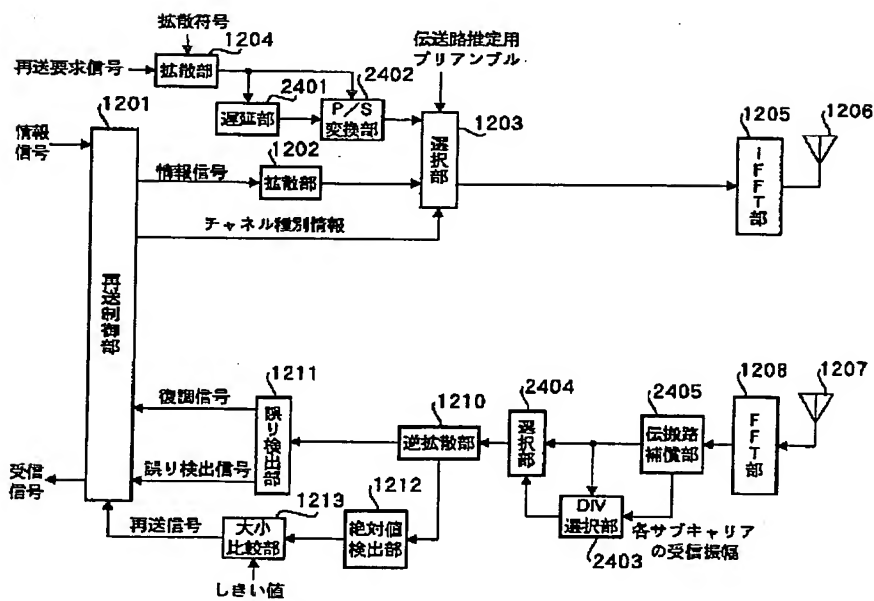 拡散符号
1204
再送要求信号
拡散部
2401
遅延部
2402
P/S
変換部
伝送路推定用
プリアンブル
1203
選択部
1205
iFFT部
1206
1201
情報
信号
再送制御部
情報信号
1202
拡散部
チャネル種別情報
復調信号
1211
誤り検出部
誤り検出信号
受信
信号
再送信号
1213
大小
比較部
しきい値
1212
絶対値
検出部
1210
逆拡散部
2404
選択部
2405
伝搬路
補償部
DIV
選択部
2403
各サブキャリア
の受信振幅
1208
FFT部
1207